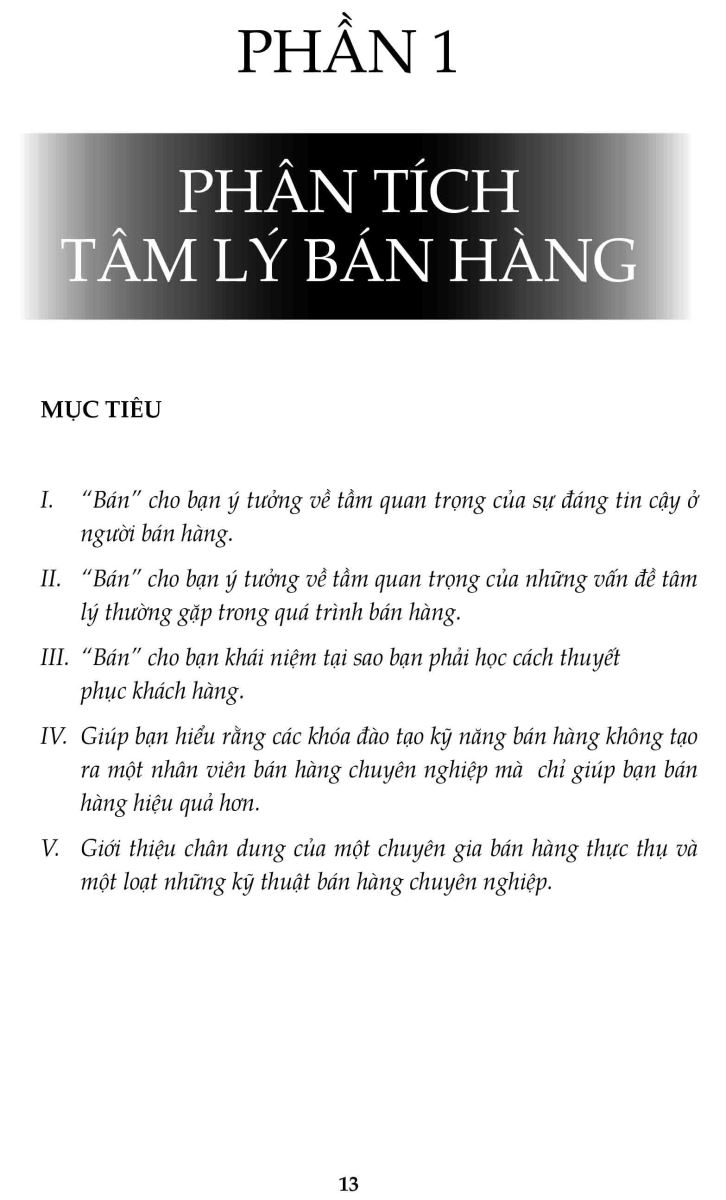 PHẦN 1
PHÂN TÍCH
TÂM LÝ BÁN HÀNG
MỤC TIÊU
I. “Bán” cho bạn ý tưởng về tầm quan trọng của sự đáng tin cậy ở
người bán hàng.
II. “Bán” cho bạn ý tưởng về tầm quan trọng của những vấn đề tâm
lý thường gặp trong quá trình bán hàng.
III. “Bán” cho bạn khái niệm tại sao bạn phải học cách thuyết
phục khách hàng.
IV. Giúp bạn hiểu rằng các khóa đào tạo kỹ năng bán hàng không tạo
ra một nhân viên bán hàng chuyên nghiệp mà chỉ giúp bạn bán
hàng hiệu quả hơn.
V. Giới thiệu chân dung của một chuyên gia bán hàng thực thụ và
một loạt những kỹ thuật bán hàng chuyên nghiệp.
13